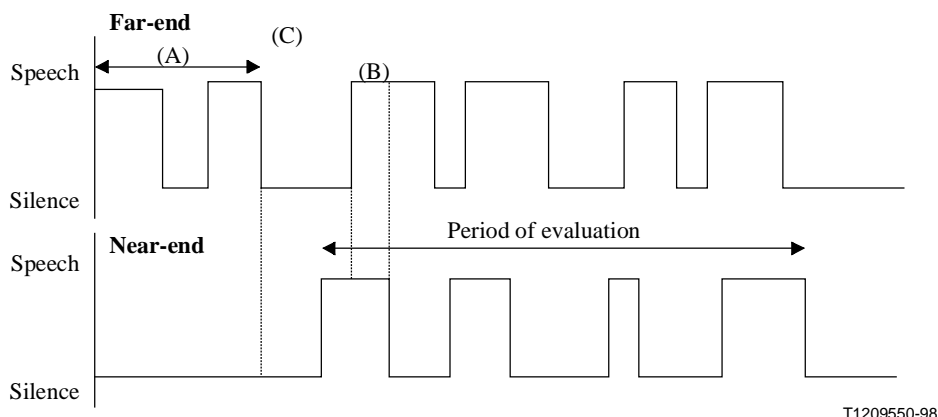 Far-end
(C)
(A)
Speech
(B)
Silence
Period of evaluation
Near-end
Speech
Silence
T1209550-98